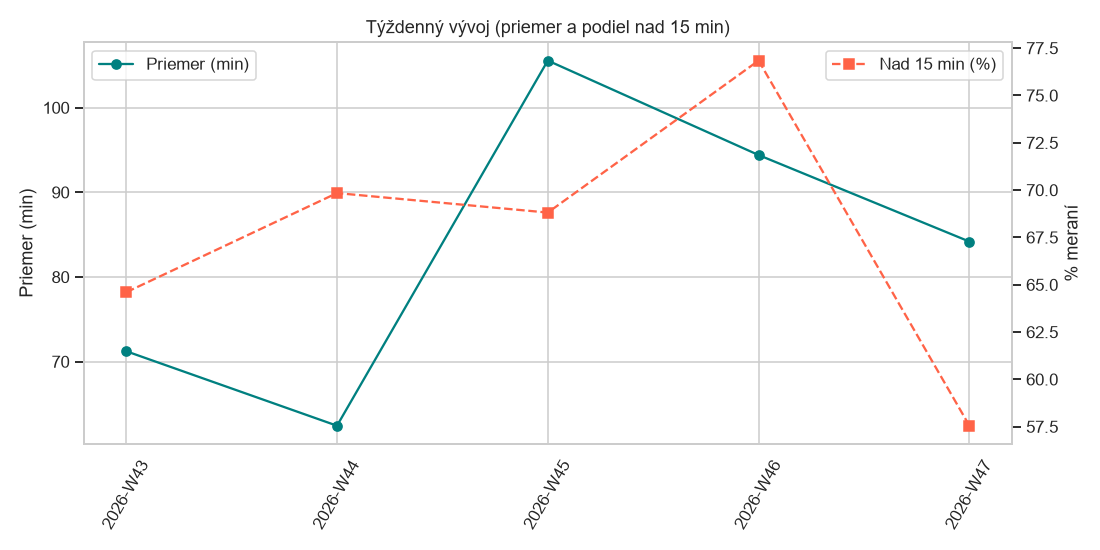 Týždenný vývoj (priemer a podiel nad 15 min)
Priemer (min)
Nad 15 min (%)
Priemer (min)
100
90
80
70
% meraní
77.5
75.0
72.5
70.0
67.5
65.0
62.5
60.0
57.5
2026-W43
2026-W44
2026-W45
2026-W46
2026-W47